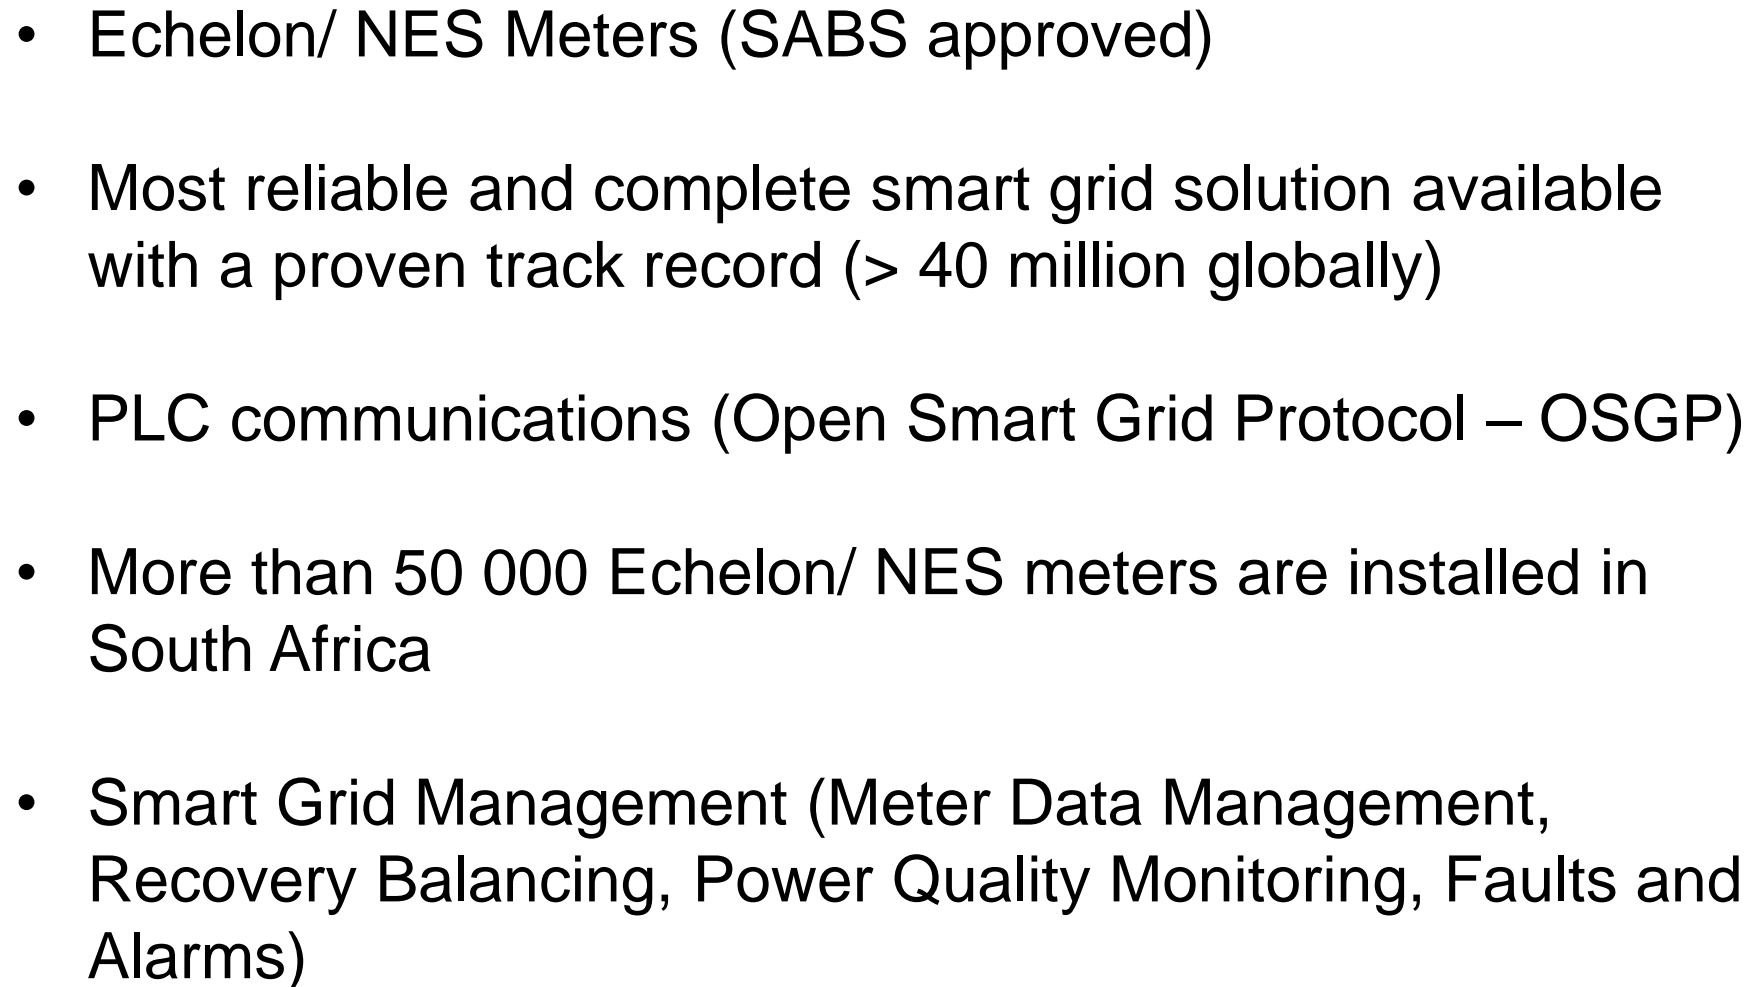 • Echelon/ NES Meters (SABS approved)
• Most reliable and complete smart grid solution available
with a proven track record (> 40 million globally)
• PLC communications (Open Smart Grid Protocol – OSGP)
• More than 50 000 Echelon/ NES meters are installed in
South Africa
• Smart Grid Management (Meter Data Management,
Recovery Balancing, Power Quality Monitoring, Faults and
Alarms)